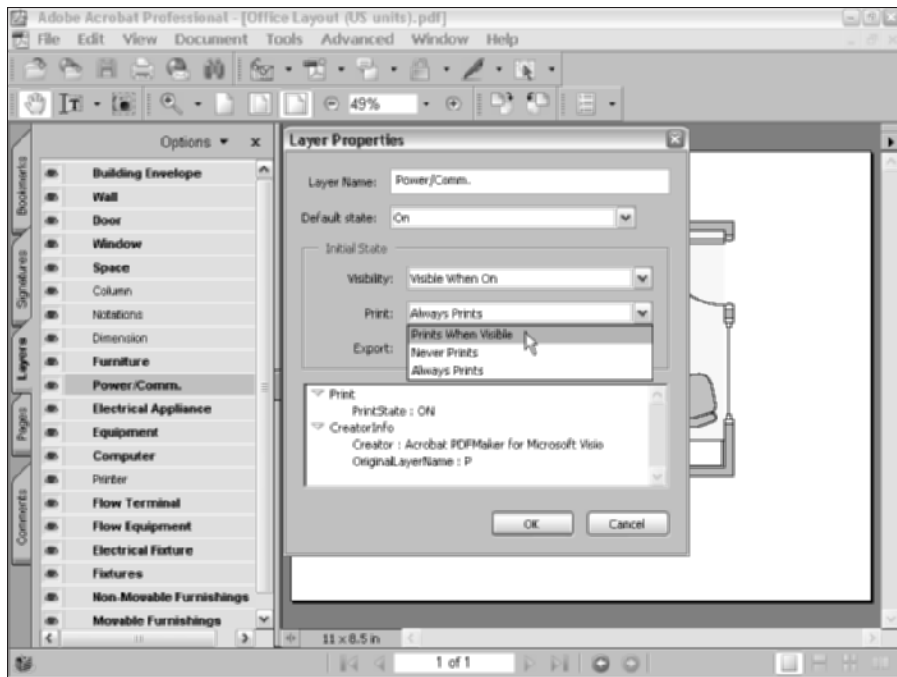 Adobe Acrobat Professional - [Office Layout (US units).pdf]
File Edit View Document Tools Advanced Window Help
49%
Options
Bookmarks
Signatures
Layers
Pages
Comments
Building Envelope
Wall
Door
Window
Space
Column
Notations
Dimension
Furniture
Power/Comm.
Electrical Appliance
Equipment
Computer
Printer
Flow Terminal
Flow Equipment
Electrical Fixture
Fixtures
Non-Movable Furnishings
Movable Furnishings
Layer Properties
Layer Name: Power/Comm.
Default state: On
Initial State
Visibility: Visible When On
Print: Always Prints
Prints When Visible
Export:
Never Prints
Always Prints
Print
PrintState : ON
CreatorInfo
Creator : Acrobat PDFMaker for Microsoft Visio
OriginalLayerName : P
OK Cancel
11 x 8.5 in
1 of 1